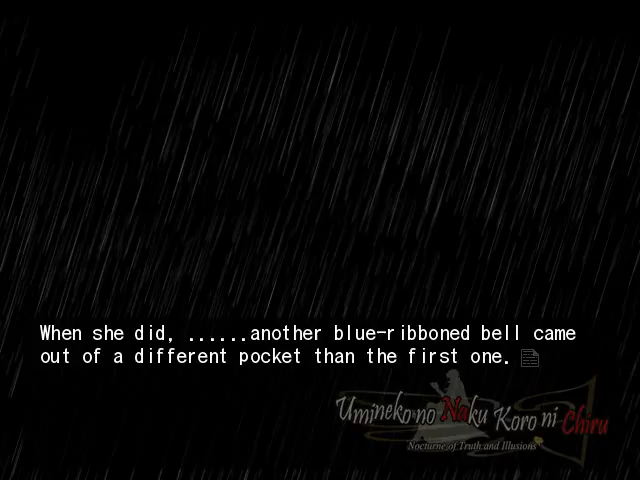 When she did, ......another blue-ribboned bell came
out of a different pocket than the first one.
Umineko no Naku Koro ni Chiru
Nocturne of Truth and Illusions